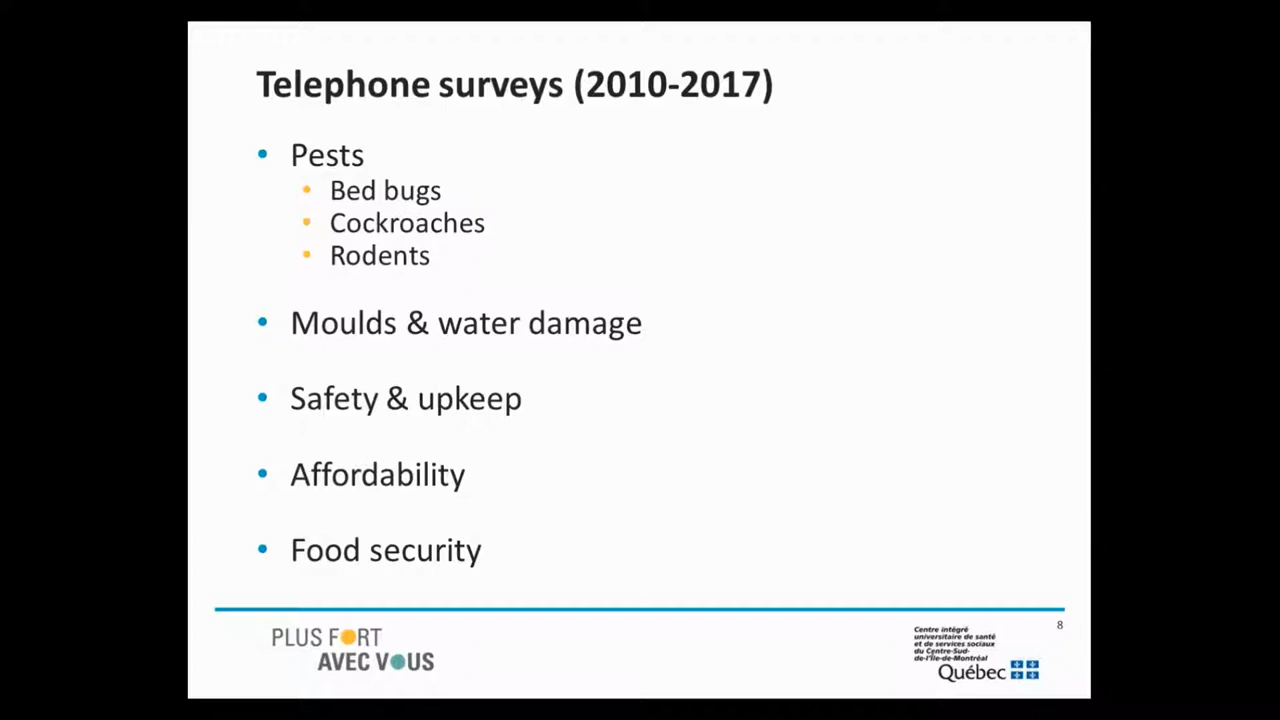 Telephone surveys (2010-2017)
• Pests
• Bed bugs
• Cockroaches
• Rodents
• Moulds & water damage
• Safety & upkeep
• Affordability
• Food security
8
PLUS FORT
AVEC VOUS
Centre intégré
universitaire de santé
et de services sociaux
du Centre-Sud-
de-l'Île-de-Montréal
Québec